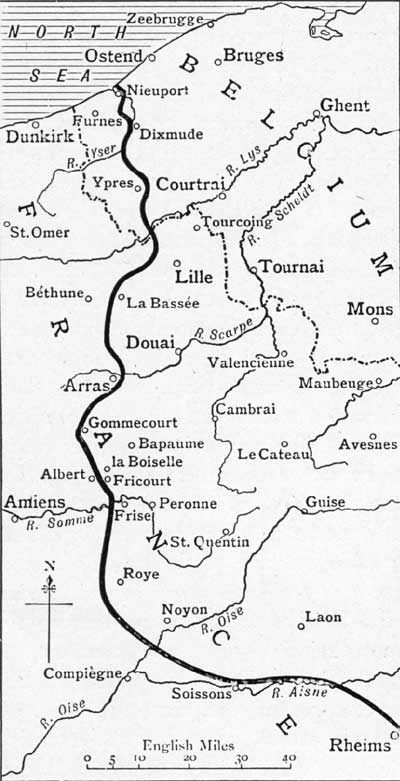 Zeebrugge
NORTH
SEA
Ostend
Bruges
BELGIUM
Nieuport
Furnes
Ghent
Dunkirk
Dixmude
R. Yser
R. Lys
Ypres
Courtrai
R. Scheldt
St. Omer
Tourcoing
FRANCE
Lille
Tournai
Béthune
La Bassée
Mons
R. Scarpe
Douai
Valencienne
Arras
Maubeuge
Cambrai
Gommecourt
Bapaume
Avesnes
la Boiselle
Le Cateau
Albert
Fricourt
Amiens
Peronne
Guise
R. Somme
Frise
St. Quentin
N
Roye
Noyon
R. Oise
Laon
Compiègne
Soissons
R. Aisne
R. Oise
English Miles
Rheims
0 5 10 20 40